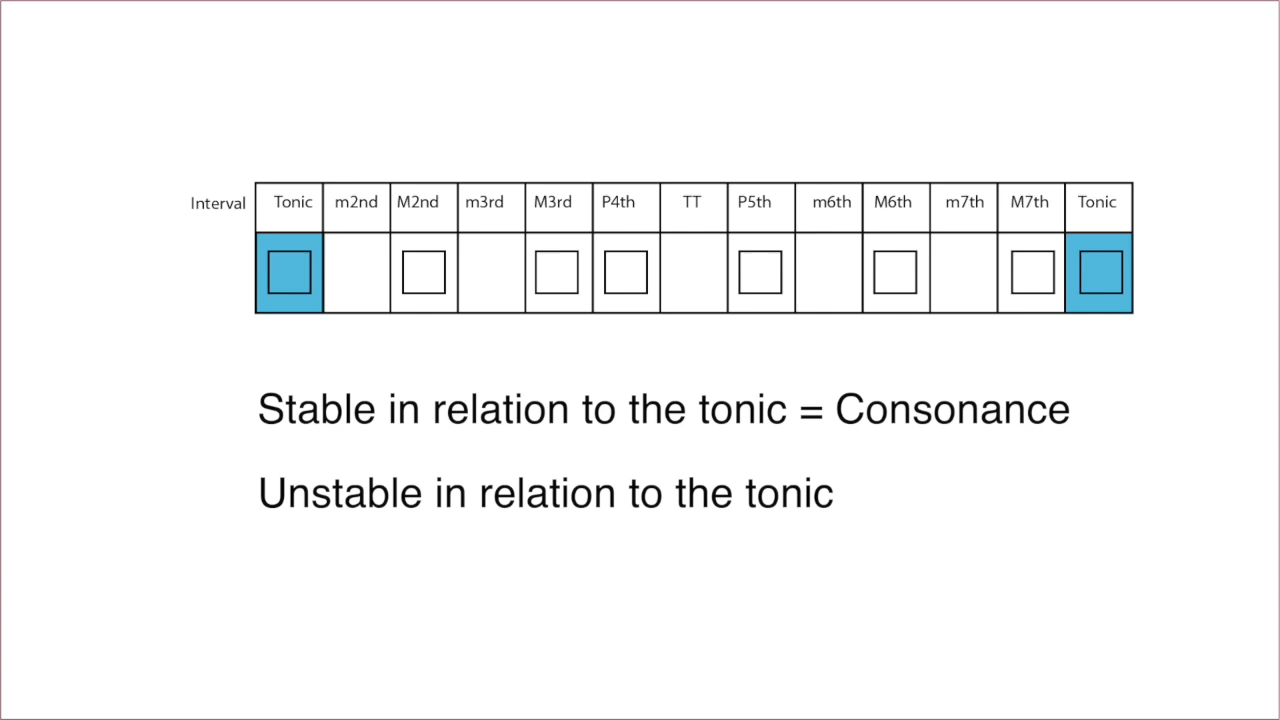 Interval Tonic m2nd M2nd m3rd M3rd P4th TT P5th m6th M6th m7th M7th Tonic
Stable in relation to the tonic = Consonance
Unstable in relation to the tonic